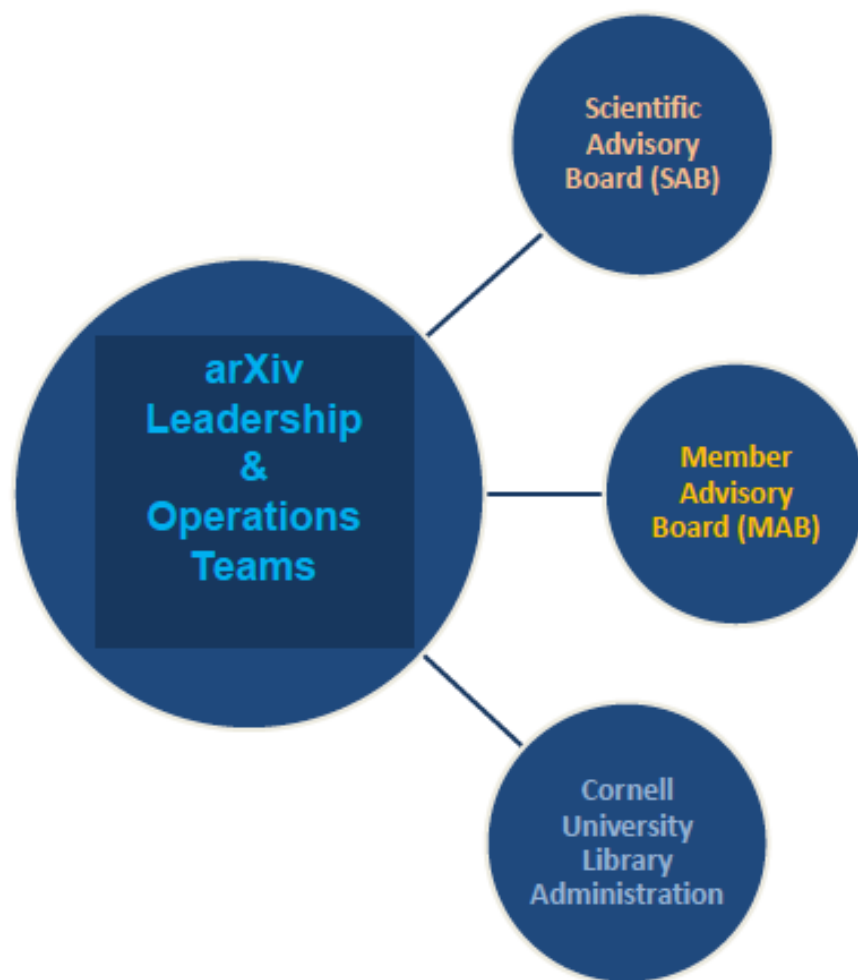 Scientific
Advisory
Board (SAB)
arXiv
Leadership
&
Operations
Teams
Member
Advisory
Board (MAB)
Cornell
University
Library
Administration